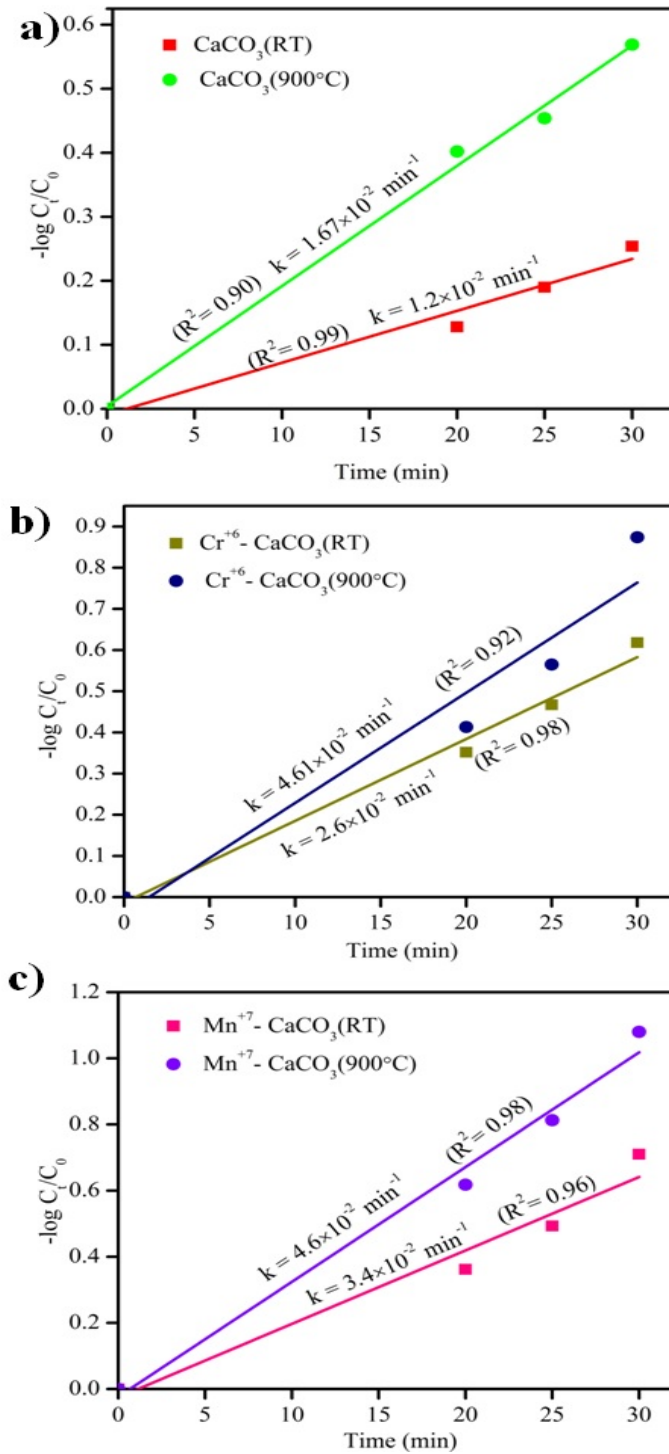 a)
CaCO₃(RT)
CaCO₃(900°C)
-log Cₜ/C₀
0.6
0.5
0.4
0.3
0.2
0.1
0.0
(R²= 0.90) k = 1.67×10⁻² min⁻¹
(R²= 0.99) k = 1.2×10⁻² min⁻¹
0 5 10 15 20 25 30
Time (min)
b)
Cr⁺⁶- CaCO₃(RT)
Cr⁺⁶- CaCO₃(900°C)
-log Cₜ/C₀
0.9
0.8
0.7
0.6
0.5
0.4
0.3
0.2
0.1
0.0
k = 4.61×10⁻² min⁻¹ (R²= 0.92)
k = 2.6×10⁻² min⁻¹ (R²= 0.98)
0 5 10 15 20 25 30
Time (min)
c)
Mn⁺⁷- CaCO₃(RT)
Mn⁺⁷- CaCO₃(900°C)
-log Cₜ/C₀
1.2
1.0
0.8
0.6
0.4
0.2
0.0
k = 4.6×10⁻² min⁻¹ (R²= 0.98)
k = 3.4×10⁻² min⁻¹ (R²= 0.96)
0 5 10 15 20 25 30
Time (min)